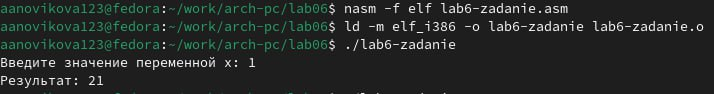 aanovikova123@fedora:~/work/arch-pc/lab06$ nasm -f elf lab6-zadanie.asm
aanovikova123@fedora:~/work/arch-pc/lab06$ ld -m elf_i386 -o lab6-zadanie lab6-zadanie.o
aanovikova123@fedora:~/work/arch-pc/lab06$ ./lab6-zadanie
Введите значение переменной x: 1
Результат: 21